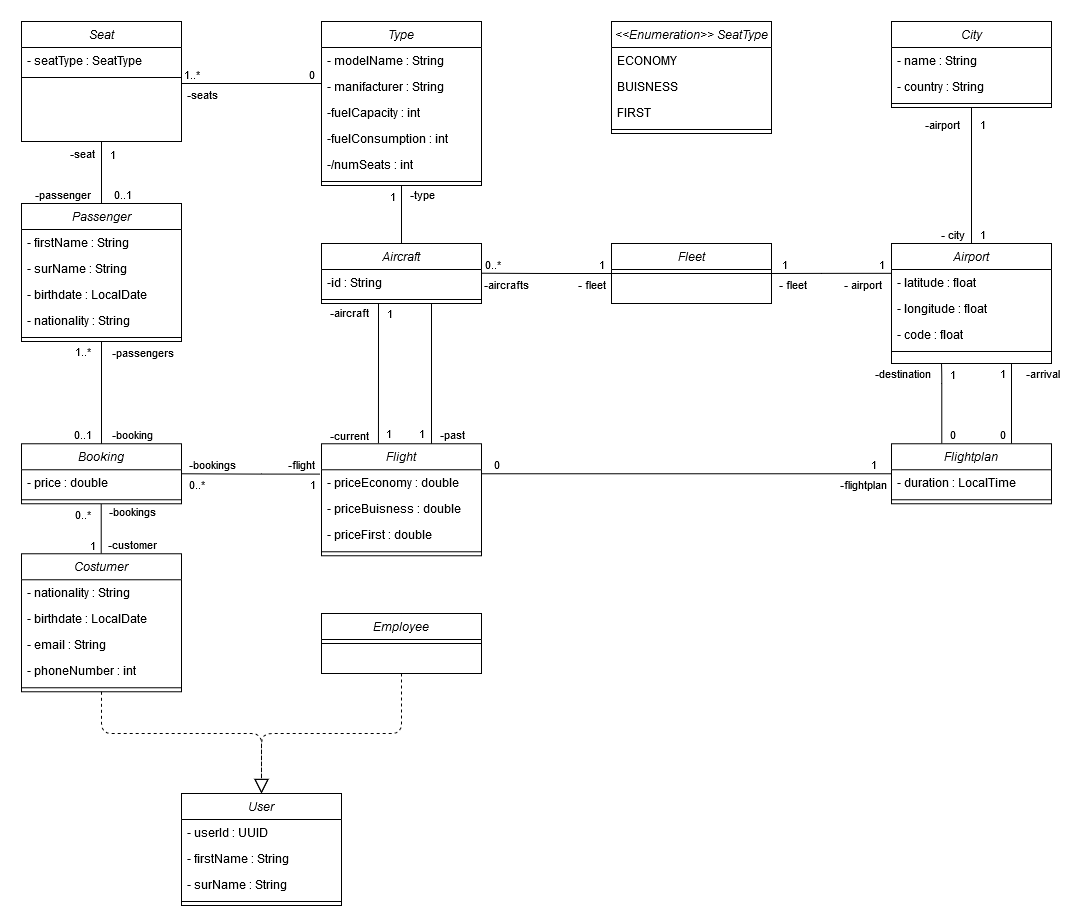 Seat
- seatType : SeatType
Type
- modelName : String
- manifacturer : String
-fuelCapacity : int
-fuelConsumption : int
-/numSeats : int
<<Enumeration>> SeatType
ECONOMY
BUISNESS
FIRST
City
- name : String
- country : String
1..*
0
-seats
-seat
1
-passenger
0..1
1
-type
-airport
1
- city
1
Passenger
- firstName : String
- surName : String
- birthdate : LocalDate
- nationality : String
Aircraft
-id : String
0..*
1
-aircrafts
- fleet
Fleet
1
1
- fleet
- airport
Airport
- latitude : float
- longitude : float
- code : float
-aircraft
1
1..*
-passengers
-destination
1
1
-arrival
0..1
-booking
-current
1
1
-past
0
0
Booking
- price : double
-bookings
-flight
0..*
1
Flight
- priceEconomy : double
- priceBuisness : double
- priceFirst : double
0
1
-flightplan
Flightplan
- duration : LocalTime
0..*
-bookings
1
-customer
Costumer
- nationality : String
- birthdate : LocalDate
- email : String
- phoneNumber : int
Employee
User
- userId : UUID
- firstName : String
- surName : String